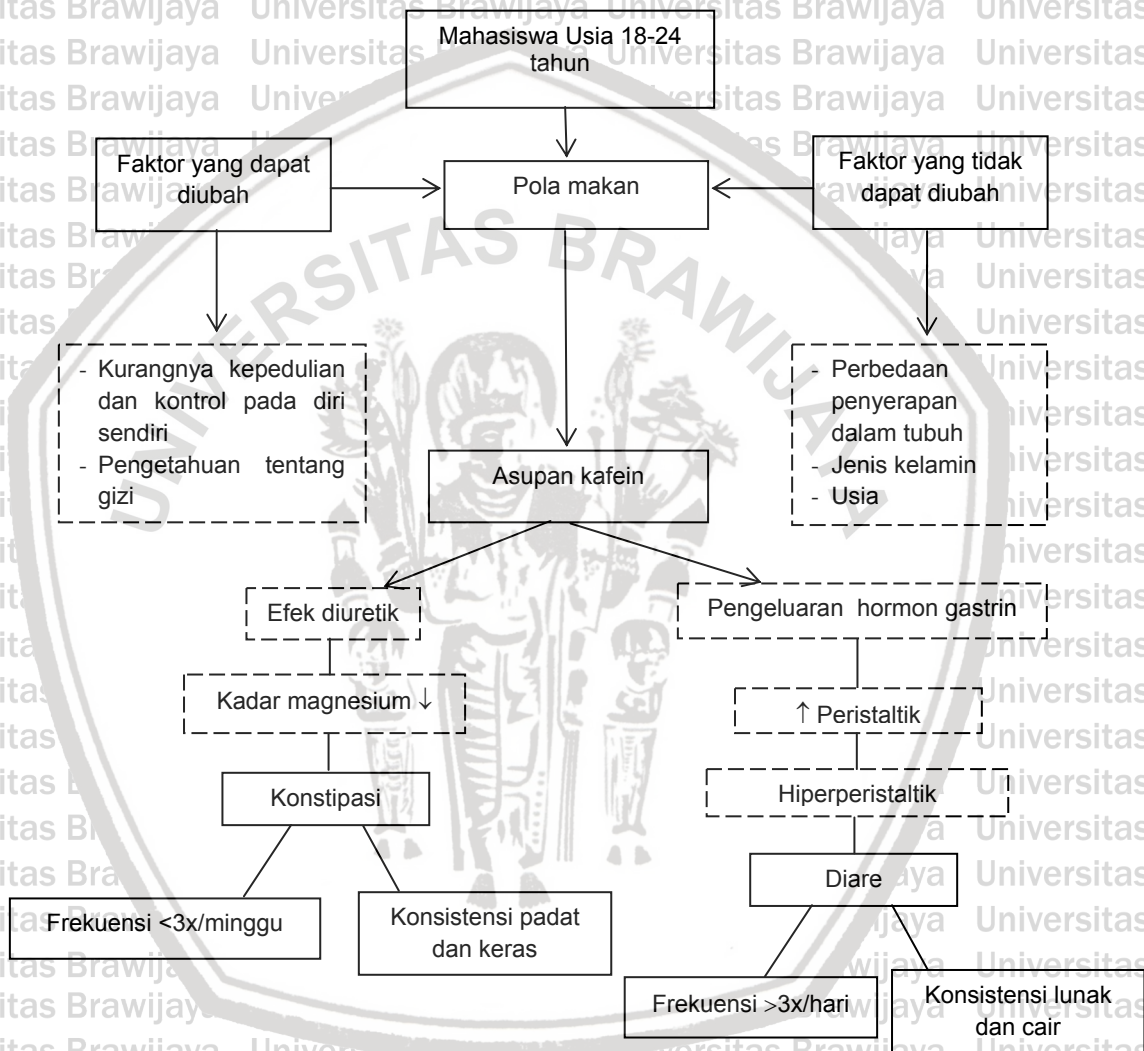 Mahasiswa Usia 18-24
tahun
Faktor yang dapat
diubah
Pola makan
Faktor yang tidak
dapat diubah
- Kurangnya kepedulian
dan kontrol pada diri
sendiri
- Pengetahuan tentang
gizi
- Perbedaan
penyerapan
dalam tubuh
- Jenis kelamin
- Usia
Asupan kafein
Efek diuretik
Pengeluaran hormon gastrin
Kadar magnesium ↓
↑ Peristaltik
Konstipasi
Hiperperistaltik
Diare
Frekuensi <3x/minggu
Konsistensi padat
dan keras
Frekuensi >3x/hari
Konsistensi lunak
dan cair
UNIVERSITAS BRAWIJAYA